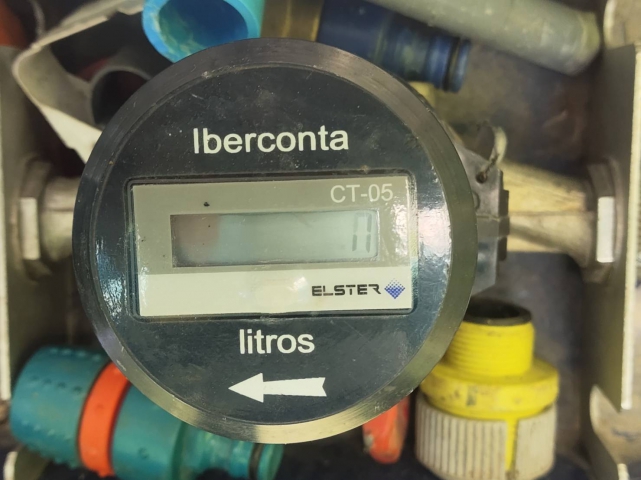 Iberconta
CT-05
ELSTER
litros